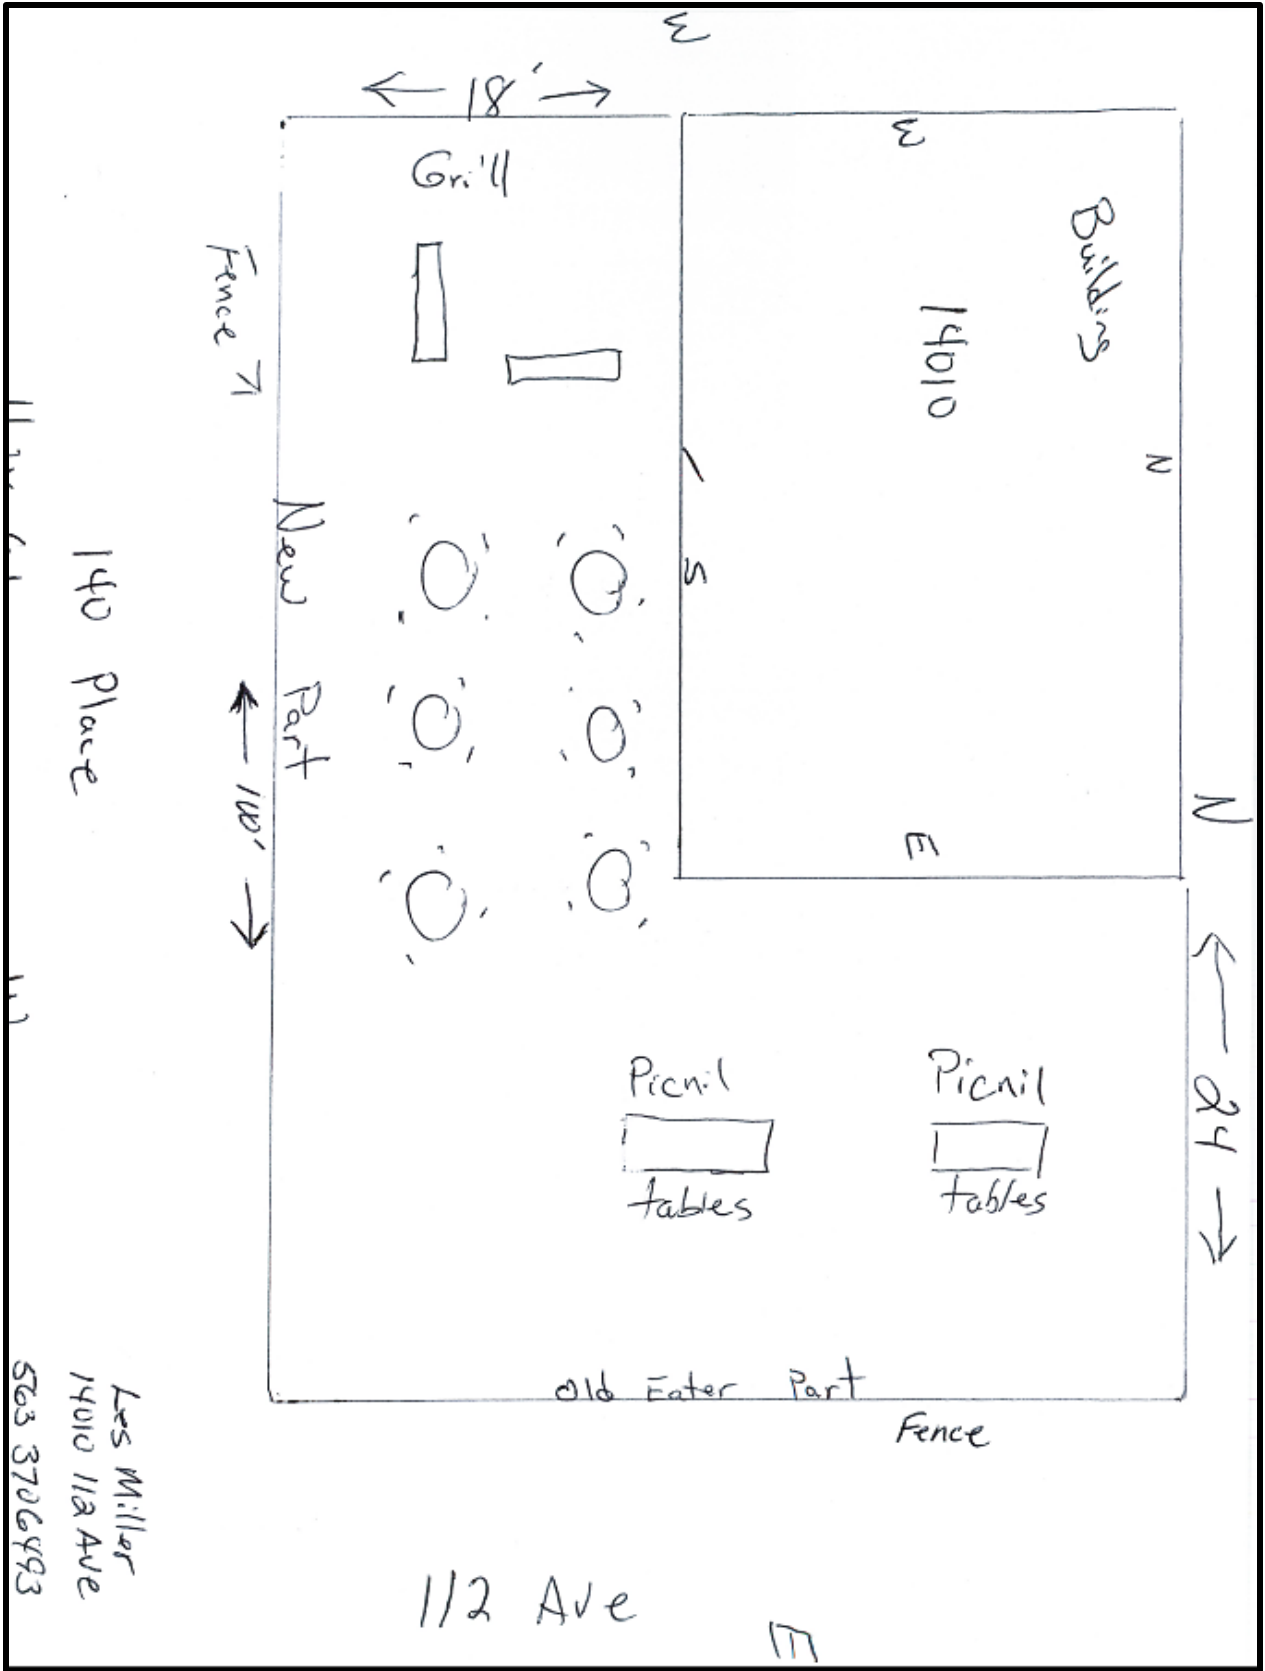 W
18'
W
Grill
Building
14010
Fence
N
S
New Part
140 Place
100'
N
E
24
Picnil
tables
Picnil
tables
Old Eater Part
Fence
Les Miller
14010 112 Ave
563 3706493
112 Ave
E